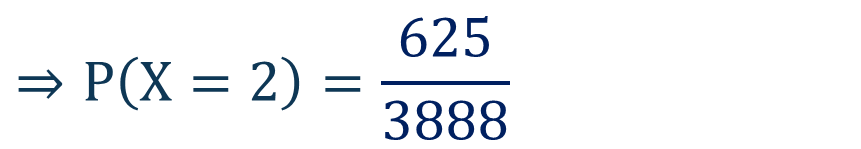 ⇒ P(X = 2) = 625/3888